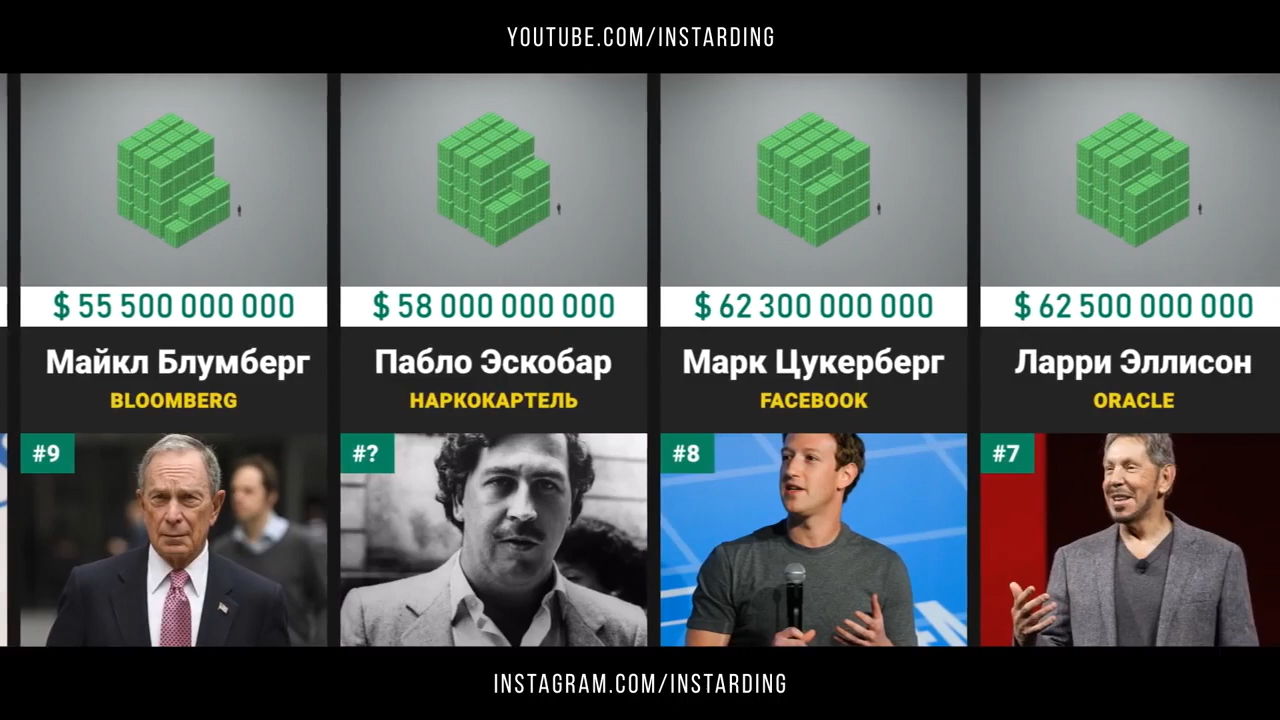 YOUTUBE.COM/INSTARDING
$ 55 500 000 000
Майкл Блумберг
BLOOMBERG
#9
$ 58 000 000 000
Пабло Эскобар
НАРКОКАРТЕЛЬ
#?
$ 62 300 000 000
Марк Цукерберг
FACEBOOK
#8
$ 62 500 000 000
Ларри Эллисон
ORACLE
#7
INSTAGRAM.COM/INSTARDING